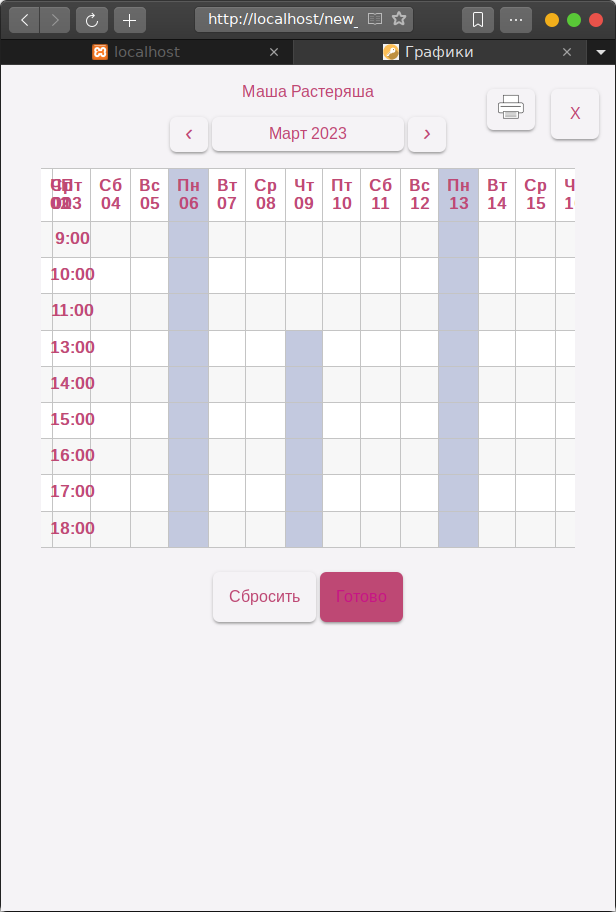 http://localhost/new_
localhost
Графики
Маша Растеряша
X
‹ Март 2023 ›
Пт Сб Вс Пн Вт Ср Чт Пт Сб Вс Пн Вт Ср Ч
03 04 05 06 07 08 09 10 11 12 13 14 15 1
9:00
10:00
11:00
13:00
14:00
15:00
16:00
17:00
18:00
Сбросить Готово